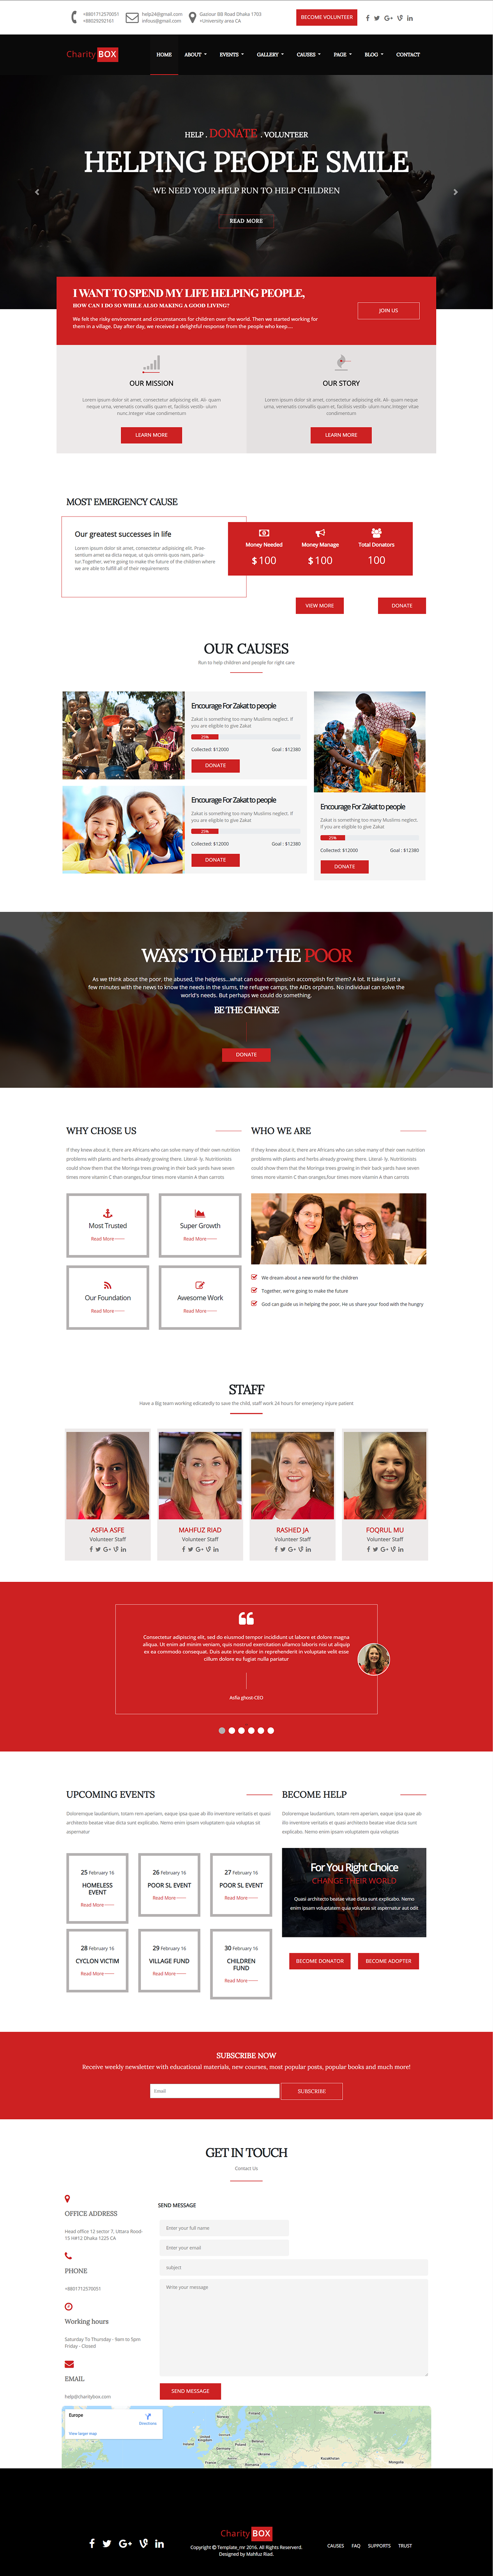 +8801712570051
+88029292161
help24@gmail.com
Infous@gmail.com
Gazipur BB Road Dhaka 1703
+University area CA
BECOME VOLUNTEER
Charity BOX
HOME ABOUT EVENTS GALLERY CAUSES PAGE BLOG CONTACT
HELP . DONATE . VOLUNTEER
HELPING PEOPLE SMILE
WE NEED YOUR HELP RUN TO HELP CHILDREN
READ MORE
I WANT TO SPEND MY LIFE HELPING PEOPLE,
HOW CAN I DO SO WHILE ALSO MAKING A GOOD LIVING?
We felt the risky environment and circumstances for children over the world. Then we started working for
them in a village. Day after day, we received a delightful response from the people who keep...
JOIN US
OUR MISSION
Lorem ipsum dolor sit amet, consectetur adipiscing elit. Ali- quam
neque urna, venenatis convallis quam et, facilisis vestib- ulum
nunc.Integer vitae condimentum
LEARN MORE
OUR STORY
Lorem ipsum dolor sit amet, consectetur adipiscing elit. Aliquam
neque urna, venenatis convallis quam et, facilisis vestib- ulum nunc.Integer vitae
condimentum
LEARN MORE
MOST EMERGENCY CAUSE
Our greatest successes in life
Lorem ipsum dolor sit amet, consectetur adipiscing elit. Prae-
sentium amet ea dicta neque, ut quis omnis quos nam, paria-
tur.Together, we're going to make the future of the children where
we are able to fulfill all of their requirements
Money Needed
$ 100
Money Manage
$ 100
Total Donators
100
VIEW MORE
DONATE
OUR CAUSES
Run to help children and people for right care
Encourage For Zakat to people
Zakat is something too many Muslims neglect. If
you are eligible to give Zakat
25%
Collected: $12000 Goal : $12380
DONATE
Encourage For Zakat to people
Zakat is something too many Muslims neglect. If
you are eligible to give Zakat
25%
Collected: $12000 Goal : $12380
DONATE
Encourage For Zakat to people
Zakat is something too many Muslims neglect.
If you are eligible to give Zakat
25%
Collected: $12000 Goal : $12380
DONATE
WAYS TO HELP THE POOR
As we think about the poor, the abused, the helpless...what can our compassion accomplish for them? A lot. It takes just a
few minutes with the news to know the needs in the slums, the refugee camps, the AIDs orphans. No individual can solve the
world's needs. But perhaps we could do something.
BE THE CHANGE
DONATE
WHY CHOSE US
If they knew about it, there are Africans who can solve many of their own nutrition
problems with plants and herbs already growing there. Literal- ly. Nutritionists
could show them that the Moringa trees growing in their back yards have seven
times more vitamin C than oranges,four times more vitamin A than carrots
Most Trusted
Read More
Super Growth
Read More
Our Foundation
Read More
Awesome Work
Read More
WHO WE ARE
If they knew about it, there are Africans who can solve many of their own nutrition
problems with plants and herbs already growing there. Literal- ly. Nutritionists
could show them that the Moringa trees growing in their back yards have seven
times more vitamin C than oranges,four times more vitamin A than carrots
We dream about a new world for the children
Together, we're going to make the future
God can guide us in helping the poor, He us share your food with the hungry
STAFF
Have a Big team working edicatedly to save the child, staff work 24 hours for emerjancy injure patient
ASFIA ASFE
Volunteer Staff
MAHFUZ RIAD
Volunteer Staff
RASHED JA
Volunteer Staff
FOQRUL MU
Volunteer Staff
Consectetur adipisicing elit, sed do eiusmod tempor incididunt ut labore et dolore magna
aliqua. Ut enim ad minim veniam, quis nostrud exercitation ullamco laboris nisi ut aliquip
ex ea commodo consequat. Duis aute irure dolor in reprehenderit in voluptate velit esse
cillum dolore eu fugiat nulla pariatur
Asfia ghost-CEO
UPCOMING EVENTS
Doloremque laudantium, totam rem aperiam, eaque ipsa quae ab illo inventore veritatis et quasi
architecto beatae vitae dicta sunt explicabo. Nemo enim ipsam voluptatem quia voluptas sit
aspernatur
25 February 16
HOMELESS
EVENT
Read More
26 February 16
POOR SL EVENT
Read More
27 February 16
POOR SL EVENT
Read More
28 February 16
CYCLON VICTIM
Read More
29 February 16
VILLAGE FUND
Read More
30 February 16
CHILDREN
FUND
Read More
BECOME HELP
Doloremque laudantium, totam rem aperiam, eaque ipsa quae ab
illo inventore veritatis et quasi architecto beatae vitae dicta sunt
explicabo. Nemo enim ipsam voluptatem quia voluptas
For You Right Choice
CHANGE THEIR WORLD
Quasi architecto beatae vitae dicta sunt explicabo. Nemo
enim ipsam voluptatem quia voluptas sit aspernatur aut odit
BECOME DONATOR
BECOME ADOPTER
SUBSCRIBE NOW
Receive weekly newsletter with educational materials, new courses, most popular posts, popular books and much more!
Email
SUBSCRIBE
GET IN TOUCH
Contact Us
OFFICE ADDRESS
Head office 12 sector 7, Uttara Rood-
15 H#12 Dhaka 1225 CA
PHONE
+8801712570051
Working hours
Saturday To Thursday - 9am to 5pm
Friday - Closed
EMAIL
help@charitybox.com
SEND MESSAGE
Enter your full name
Enter your email
subject
Write your message
SEND MESSAGE
Europe
Directions
View larger map
Finland
Norway
Russia
United
Kingdom
Poland
Germany
Ukraine
France
Romania
Kazakhstan
Mongolia
Charity BOX
Copyright © Template_mr 2016. All Rights Reserverd.
Designed by Mahfur Riad.
CAUSES FAQ SUPPORTS TRUST